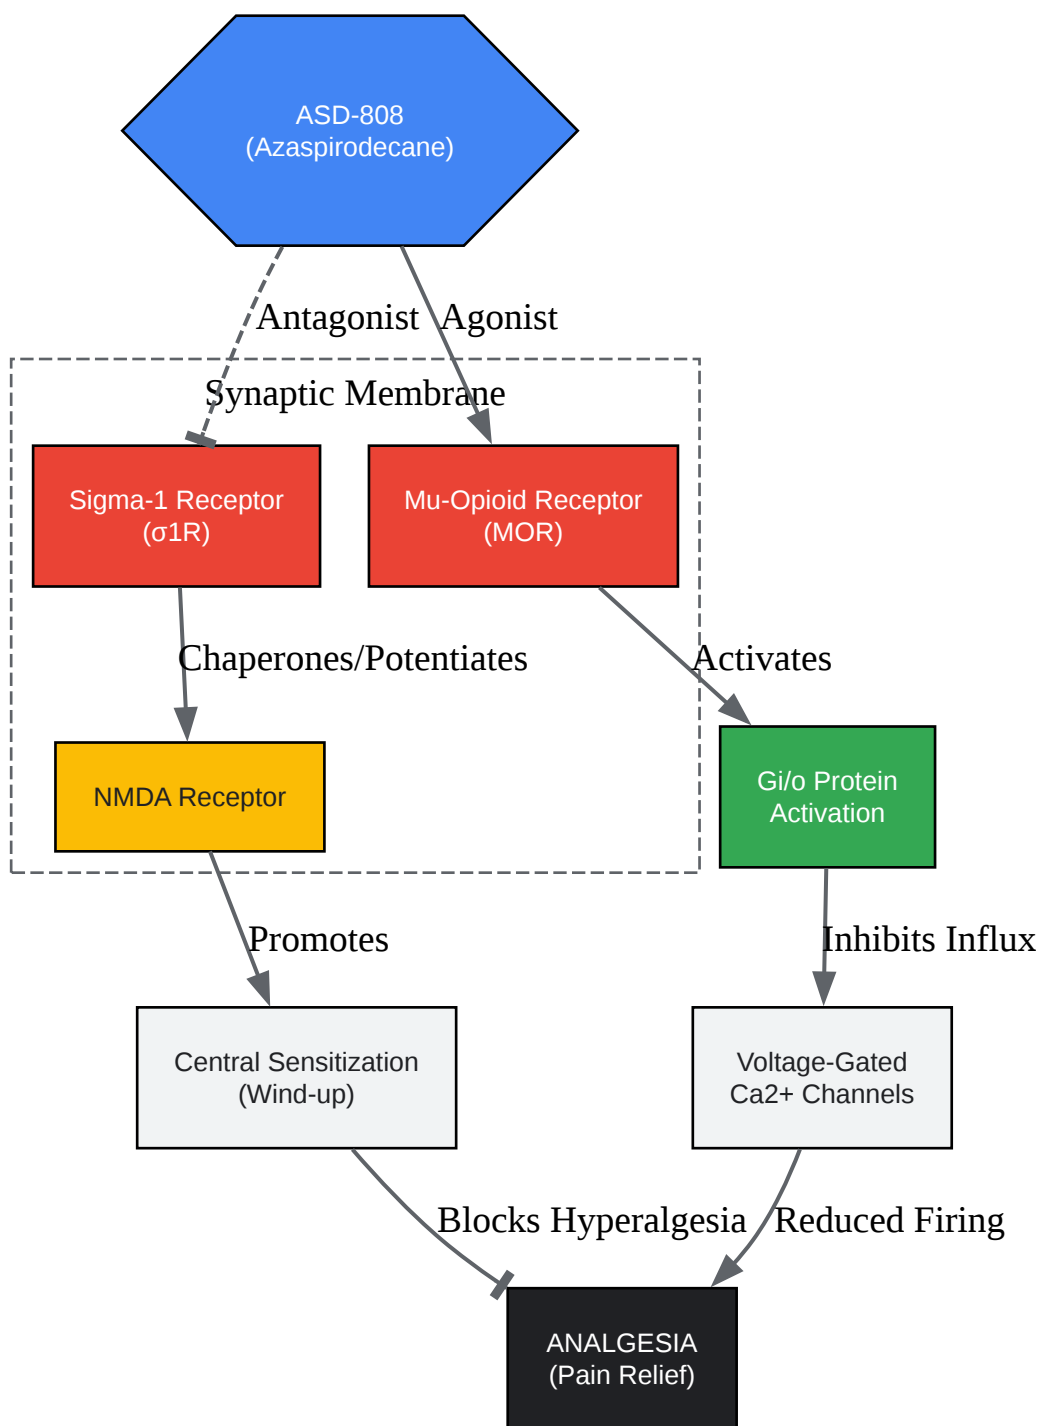 ASD-808
(Azaspirodecane)
Antagonist
Agonist
Synaptic Membrane
Sigma-1 Receptor
(σ1R)
Mu-Opioid Receptor
(MOR)
Chaperones/Potentiates
Activates
NMDA Receptor
Gi/o Protein
Activation
Promotes
Inhibits Influx
Central Sensitization
(Wind-up)
Voltage-Gated
Ca2+ Channels
Blocks Hyperalgesia
Reduced Firing
ANALGESIA
(Pain Relief)